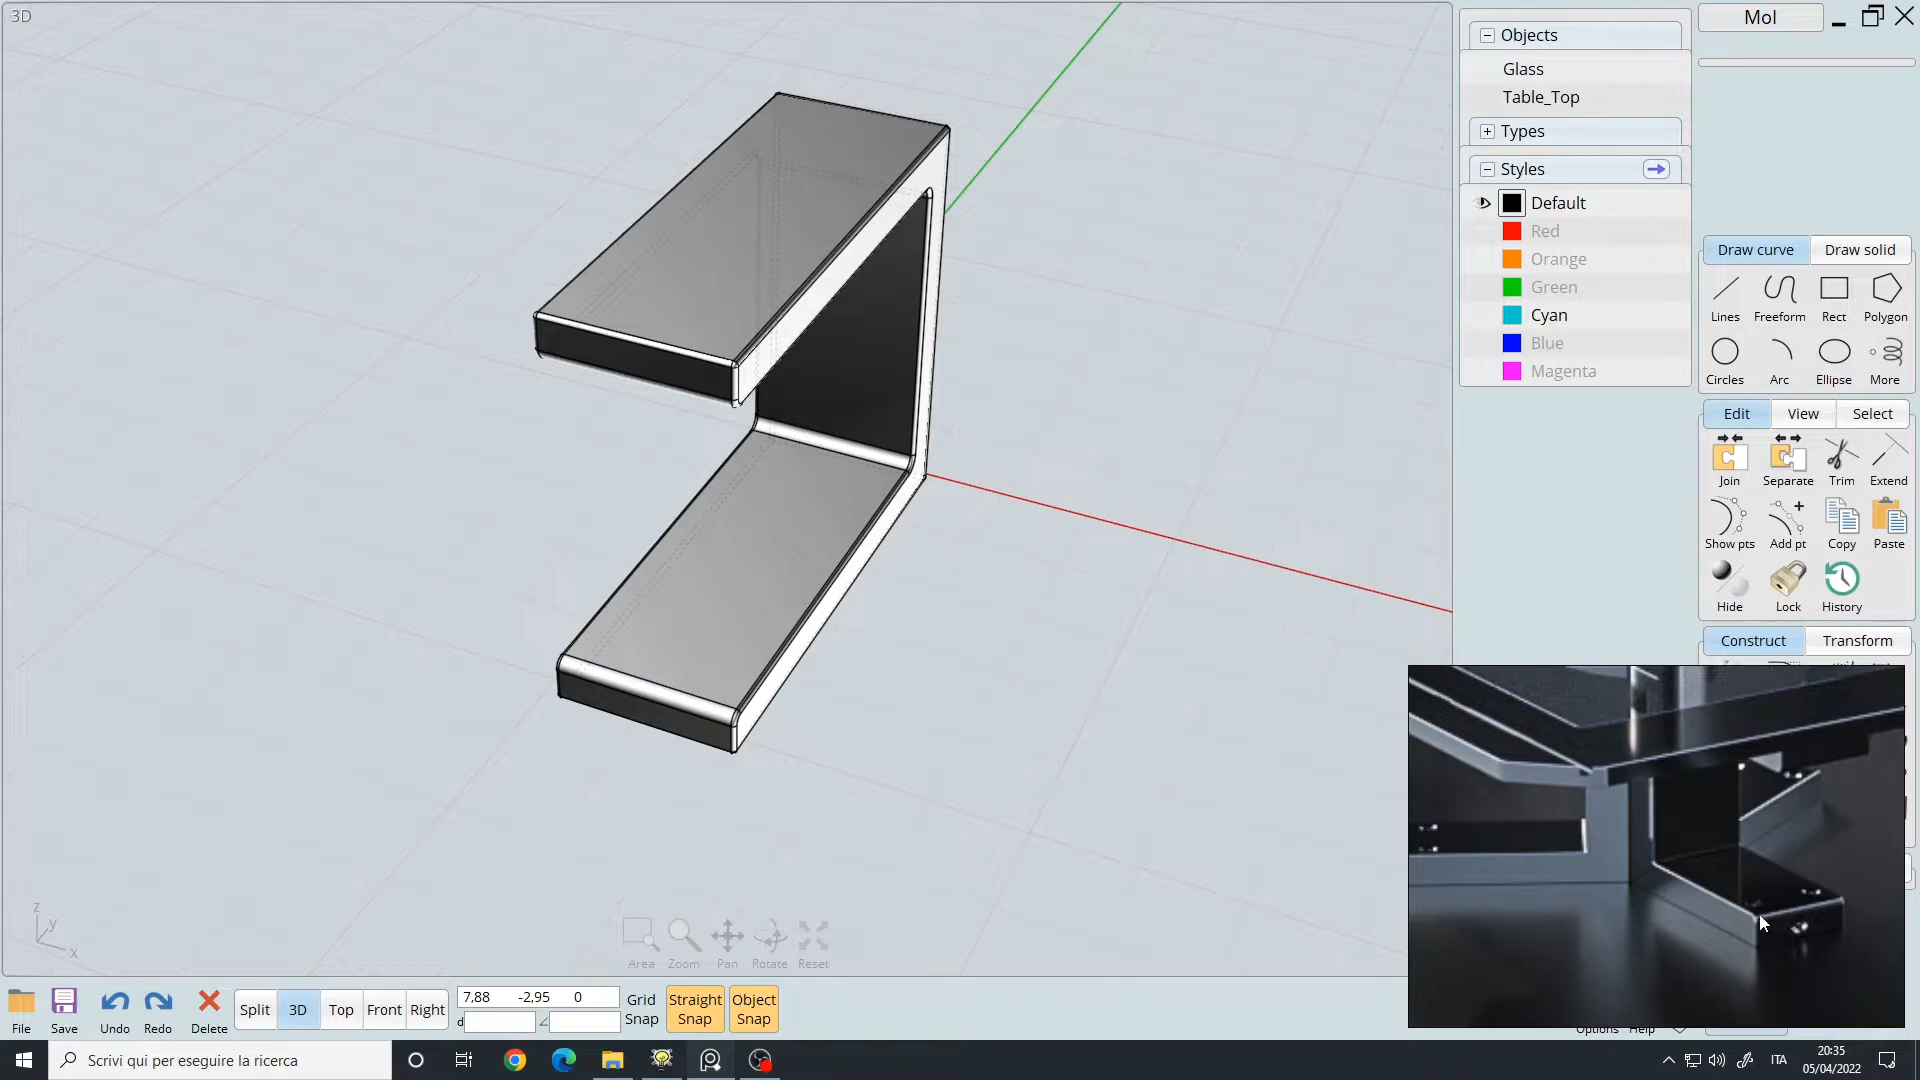 3D
Objects
Glass
Table_Top
Types
Styles
Default
Red
Orange
Green
Cyan
Blue
Magenta
MoI
Draw curve Draw solid
Lines Freeform Rect Polygon
Circles Arc Ellipse More
Edit View Select
Join Separate Trim Extend
Show pts Add pt Copy Paste
Hide Lock History
Construct Transform
z
y
x
Area Zoom Pan Rotate Reset
File Save Undo Redo Delete
Split 3D Top Front Right
7,88 -2,95 0
d
Grid Snap
Straight Snap
Object Snap
Options Help
Scrivi qui per eseguire la ricerca
ITA
20:35
05/04/2022